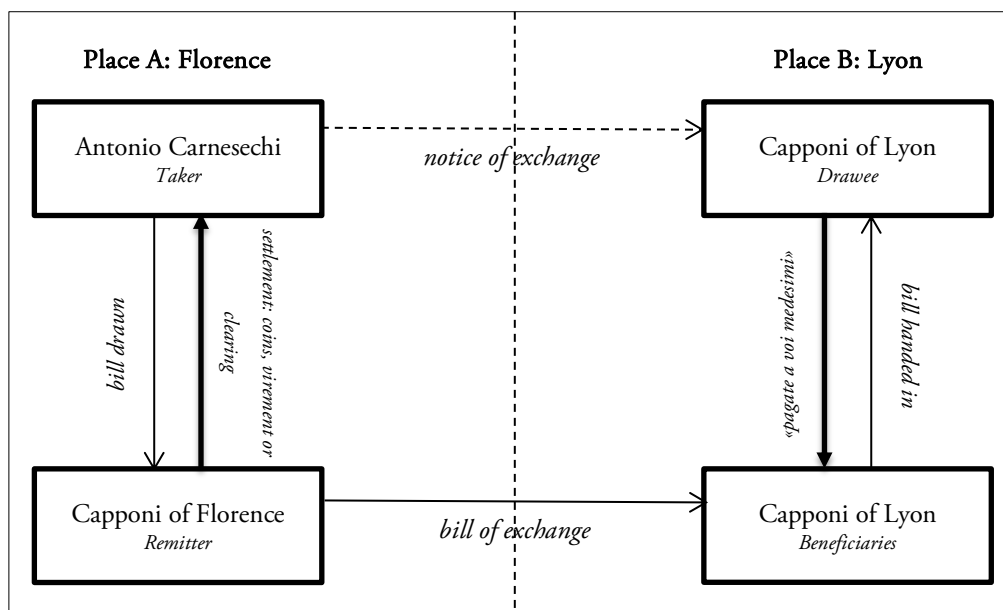 Place A: Florence
Place B: Lyon
Antonio Carnesechi
Taker
notice of exchange
Capponi of Lyon
Drawee
bill drawn
settlement: coins, virement or
clearing
«pagate a voi medesimi»
bill handed in
Capponi of Florence
Remitter
bill of exchange
Capponi of Lyon
Beneficiaries